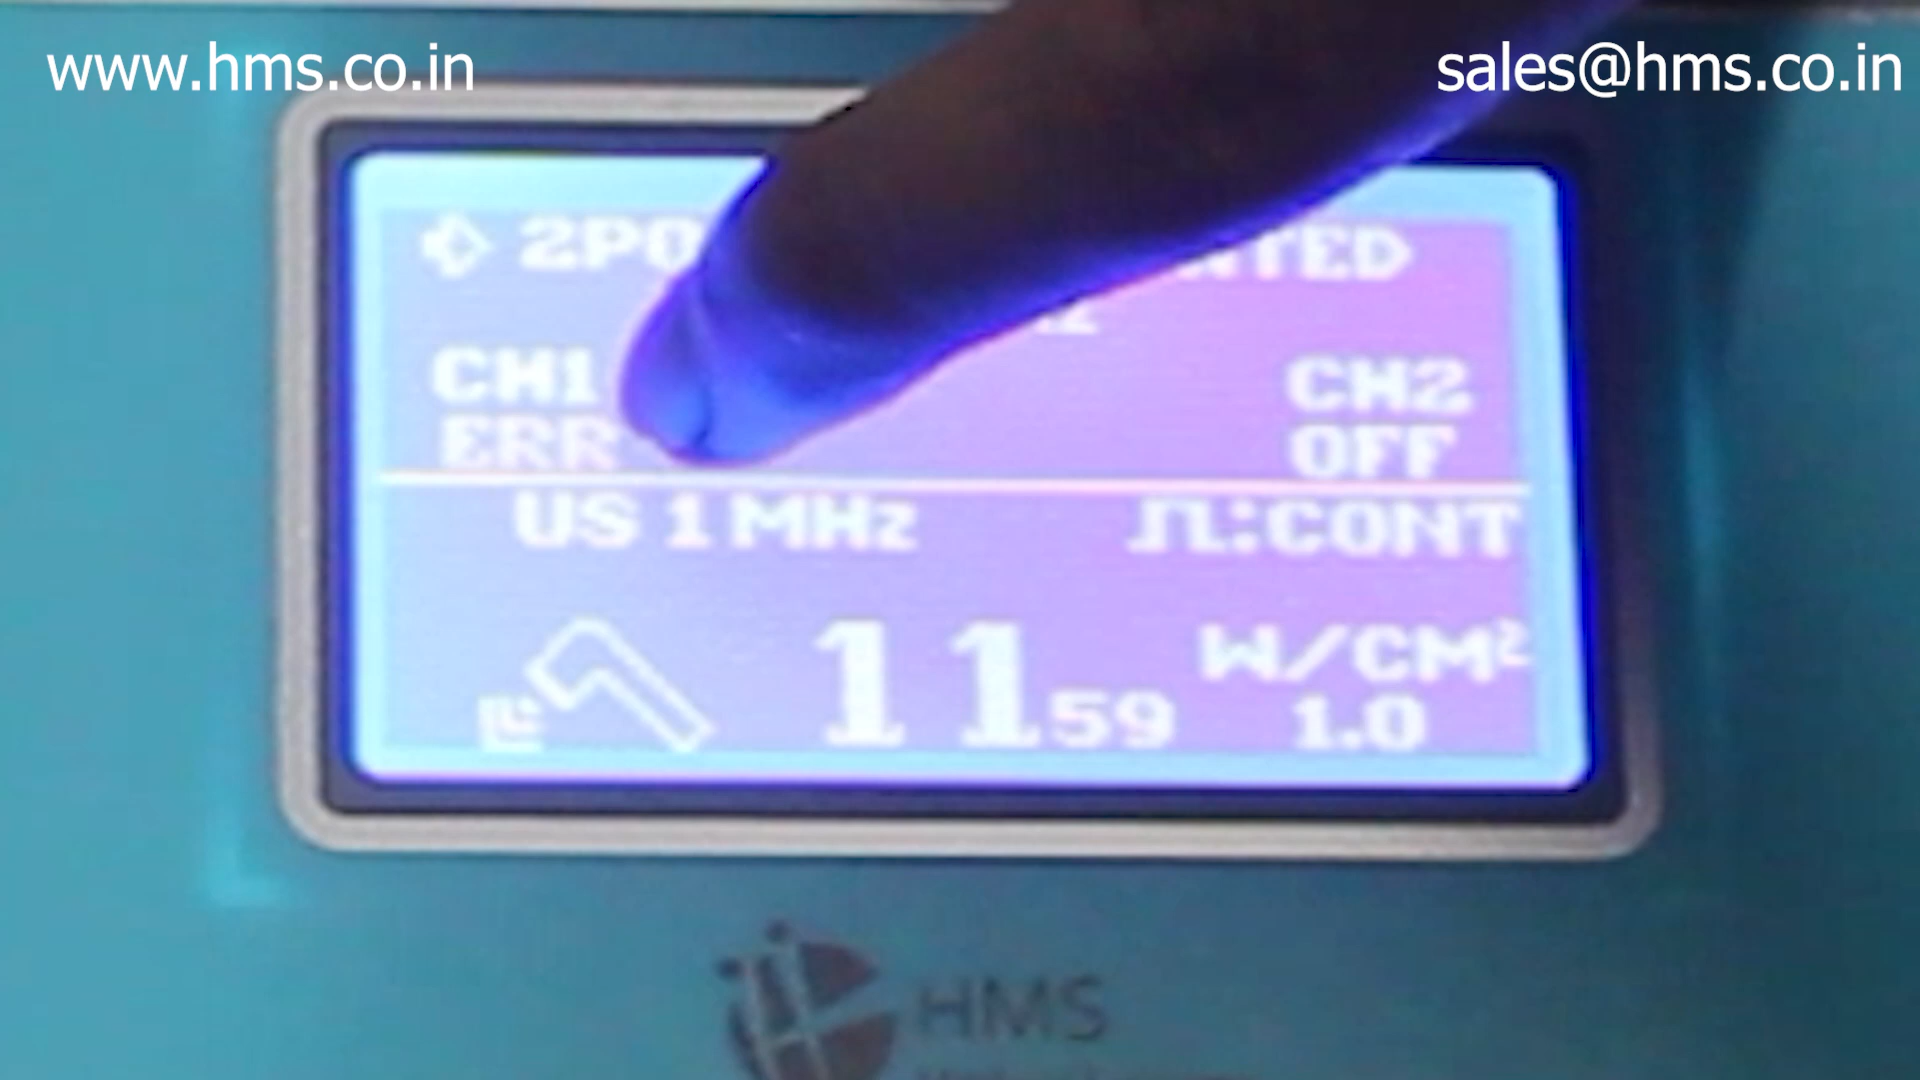 www.hms.co.in
sales@hms.co.in
2PO NTED
CH1 CH2
ERR OFF
US 1 MHz :CONT
11 59 W/CM²
1.0
HMS